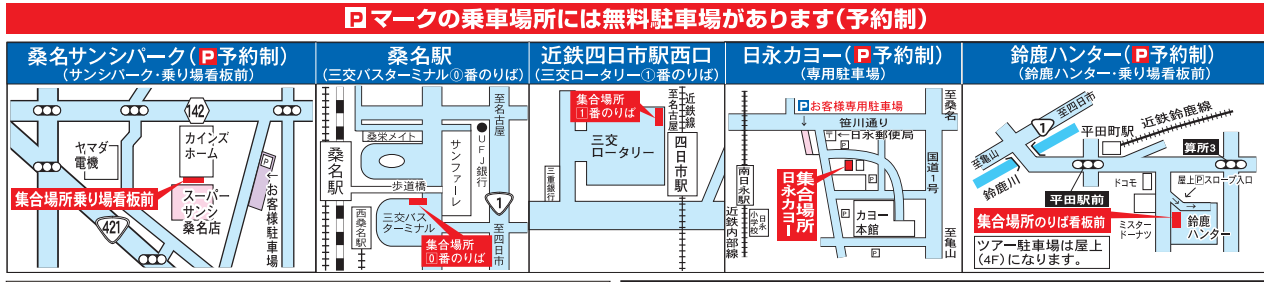 Pマークの乗車場所には無料駐車場があります(予約制)
桑名サンシパーク(P予約制)
(サンシパーク・乗り場看板前)
142
カインズ
ホーム
ヤマダ
電機
P
集合場所乗り場看板前
スーパー
サンシ
桑名店
421
←お客様駐車場
桑名駅
(三交バスターミナル⓪番のりば)
至名古屋
桑栄メイト
UFJ銀行
サンファーレ
桑名駅
歩道橋
1
西桑名駅
三交バス
ターミナル
集合場所
0番のりば
至四日市
近鉄四日市駅西口
(三交ロータリー①番のりば)
集合場所
1番のりば
至名古屋
近鉄線
三交
ロータリー
四日市駅
三重銀行
日永カヨー(P予約制)
(専用駐車場)
至桑名
Pお客様専用駐車場
笹川通り
〒←日永郵便局
P
国道1号
南日永駅
集合場所
日永カヨー
日永
小学校
P
カヨー
本館
近鉄内部線
P
至亀山
鈴鹿ハンター(P予約制)
(鈴鹿ハンター・乗り場看板前)
至四日市
1
近鉄鈴鹿線
平田町駅
算所3
至亀山
鈴鹿川
ドコモ
屋上Pスロープ入口
平田駅前
集合場所のりば看板前
ミスター
ドーナツ
鈴鹿
ハンター
ツアー駐車場は屋上
(4F)になります。